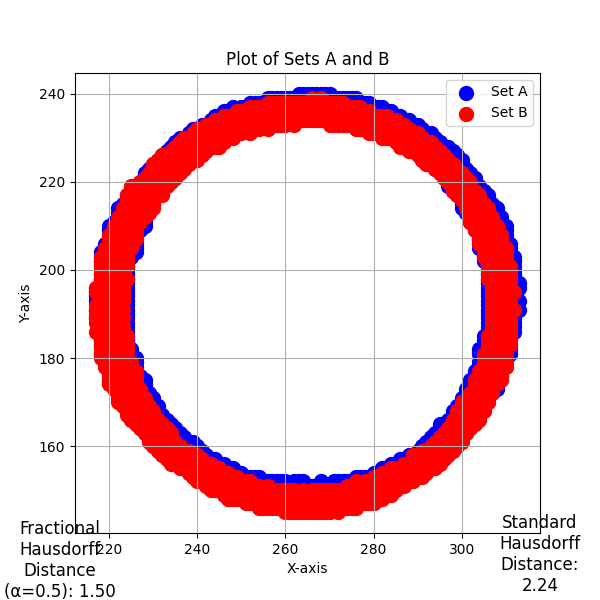 Plot of Sets A and B
Set A
Set B
240
220
200
180
160
Y-axis
220
240
260
280
300
X-axis
Fractional
Hausdorff
Distance
(α=0.5): 1.50
Standard
Hausdorff
Distance:
2.24